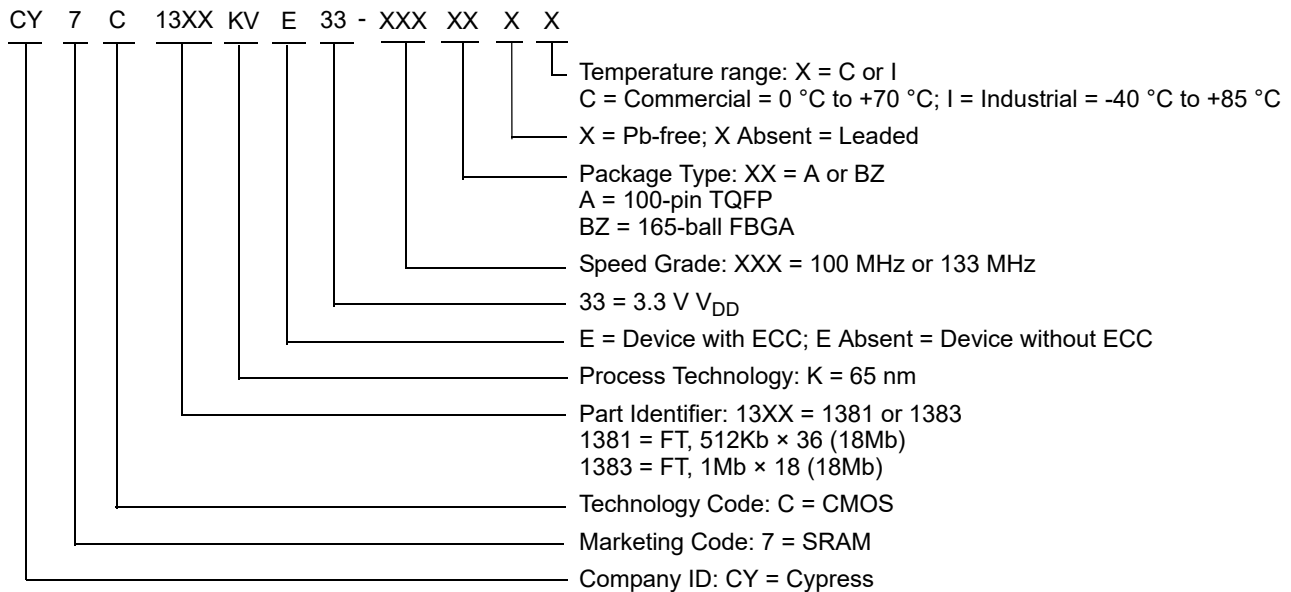 CY 7 C 13XX KV E 33 - XXX XX X X
Temperature range: X = C or I
C = Commercial = 0 °C to +70 °C; I = Industrial = -40 °C to +85 °C
X = Pb-free; X Absent = Leaded
Package Type: XX = A or BZ
A = 100-pin TQFP
BZ = 165-ball FBGA
Speed Grade: XXX = 100 MHz or 133 MHz
33 = 3.3 V VDD
E = Device with ECC; E Absent = Device without ECC
Process Technology: K = 65 nm
Part Identifier: 13XX = 1381 or 1383
1381 = FT, 512Kb × 36 (18Mb)
1383 = FT, 1Mb × 18 (18Mb)
Technology Code: C = CMOS
Marketing Code: 7 = SRAM
Company ID: CY = Cypress